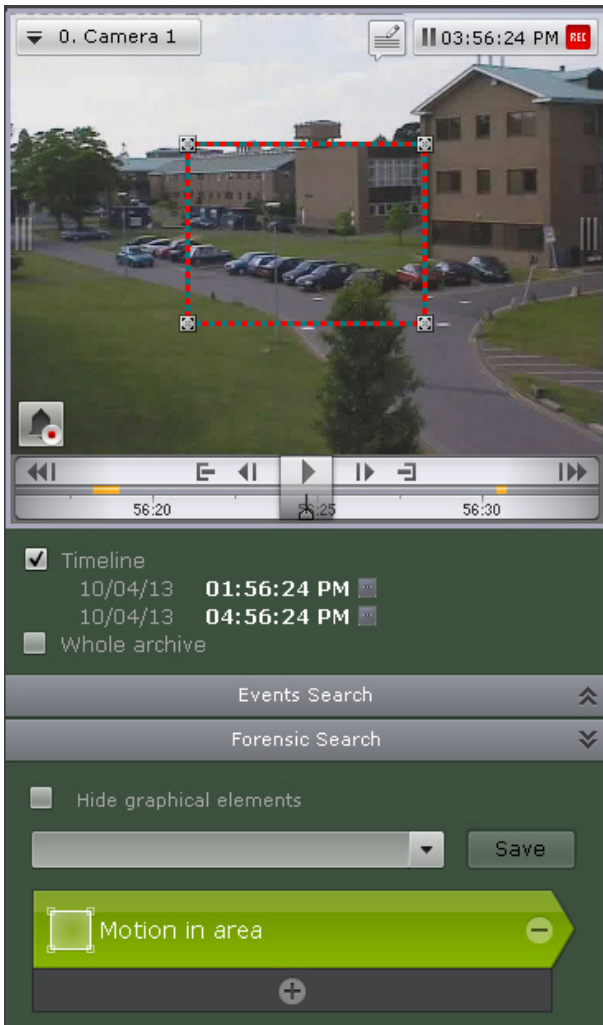 0. Camera 1
03:56:24 PM REC
56:20
56:25
56:30
Timeline
10/04/13 01:56:24 PM
10/04/13 04:56:24 PM
Whole archive
Events Search
Forensic Search
Hide graphical elements
Save
Motion in area